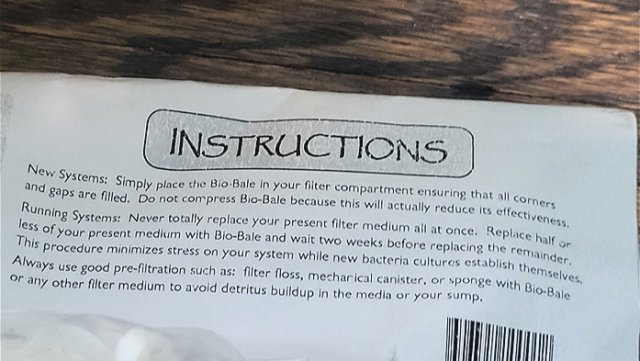 INSTRUCTIONS
New Systems: Simply place the Bio-Bale in your filter compartment ensuring that all corners
and gaps are filled. Do not compress Bio-Bale because this will actually reduce its effectiveness.
Running Systems: Never totally replace your present filter medium all at once. Replace half or
less of your present medium with Bio-Bale and wait two weeks before replacing the remainder.
This procedure minimizes stress on your system while new bacteria cultures establish themselves.
Always use good pre-filtration such as: filter floss, mechanical canister, or sponge with Bio-Bale
or any other filter medium to avoid detritus buildup in the media or your sump.